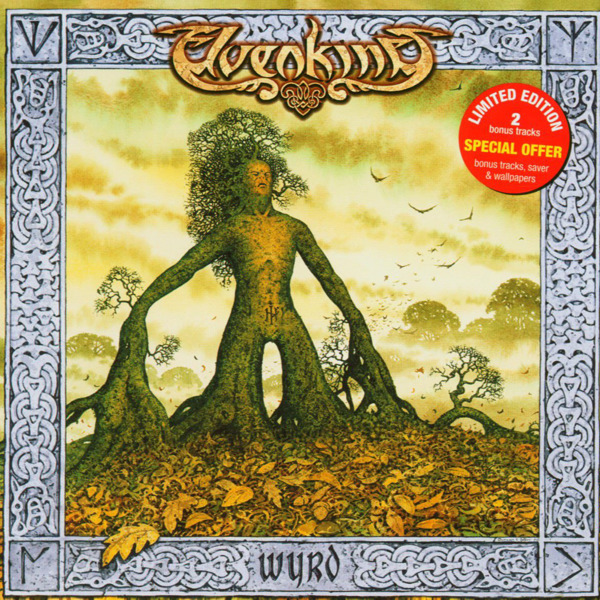 Elvenking
LIMITED EDITION
2
bonus tracks
SPECIAL OFFER
bonus tracks, saver
& wallpapers
wyrd